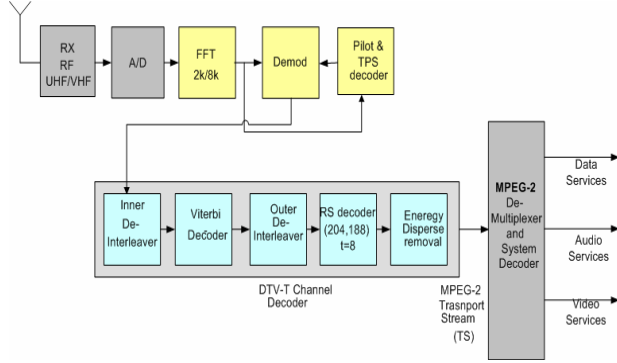 RX
RF
UHF/VHF
A/D
FFT
2k/8k
Demod
Pilot &
TPS
decoder
Inner
De-
Interleaver
Viterbi
Decoder
Outer
De-
Interleaver
RS decoder
(204,188)
t=8
Eneregy
Disperse
removal
DTV-T Channel
Decoder
MPEG-2
Trasnport
Stream
(TS)
MPEG-2
De-
Multiplexer
and
System
Decoder
Data
Services
Audio
Services
Video
Services